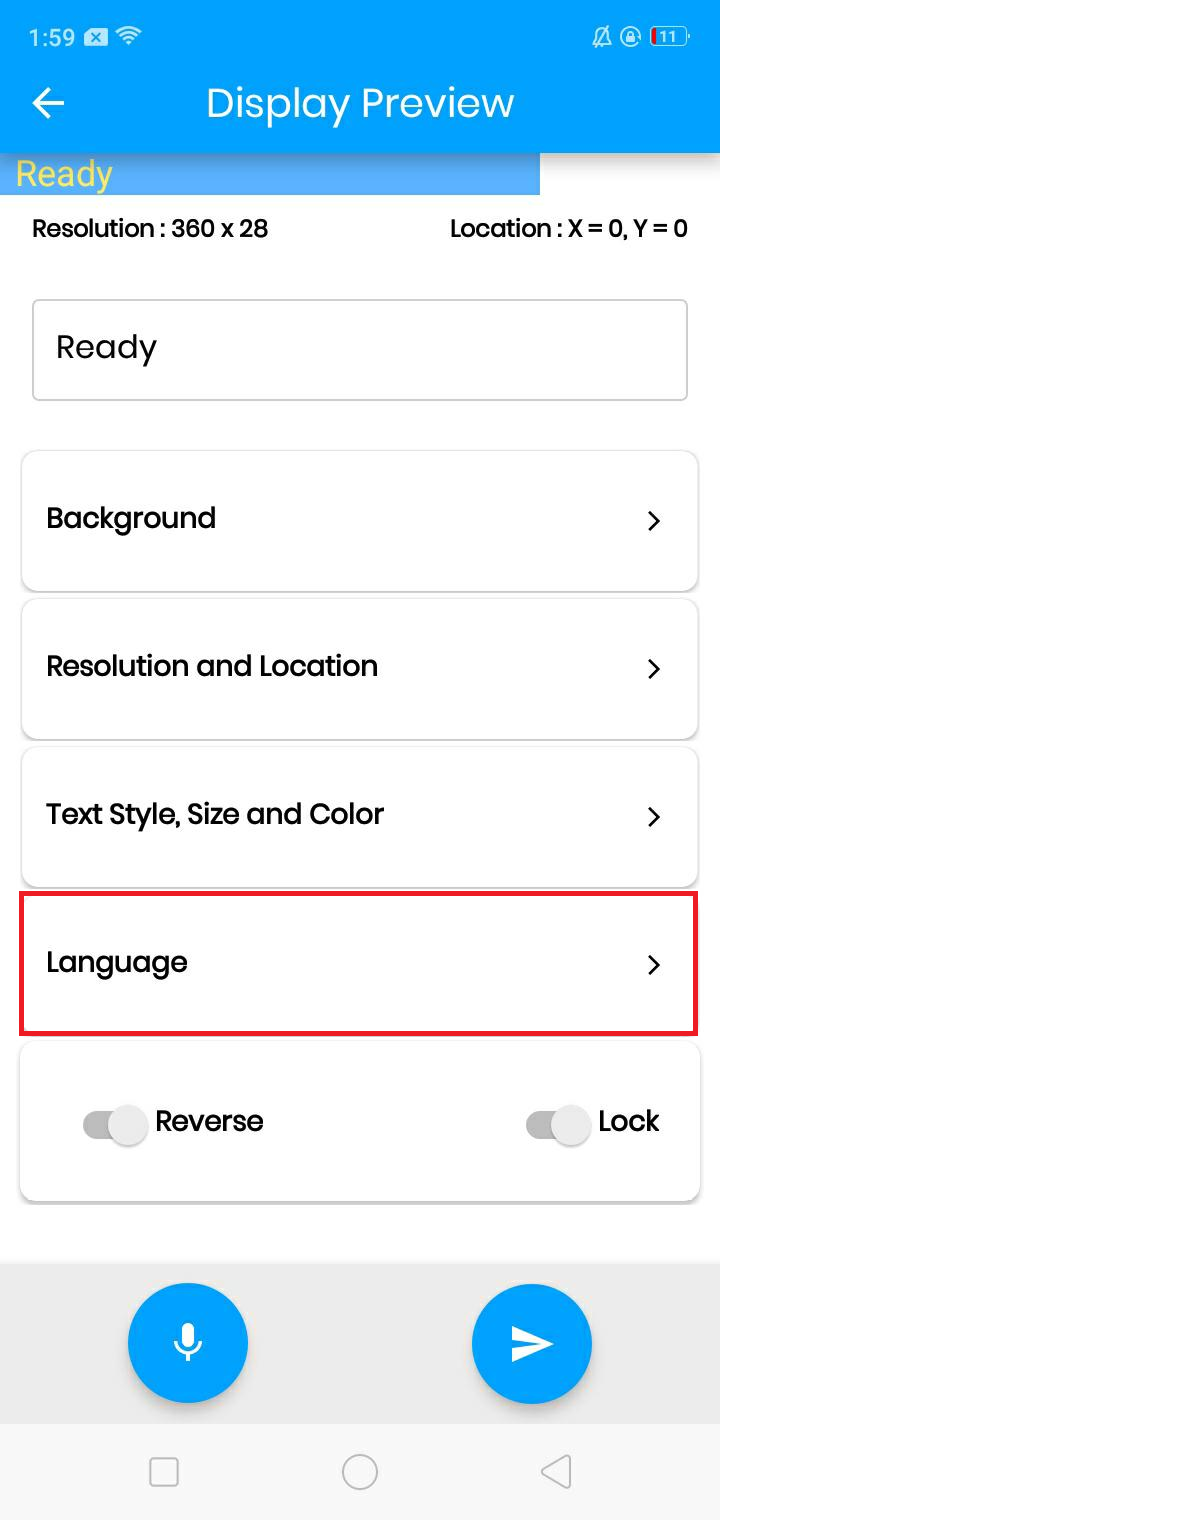 1:59 11
Display Preview
Ready
Resolution : 360 x 28 Location : X = 0, Y = 0
Ready
Background
Resolution and Location
Text Style, Size and Color
Language
Reverse Lock